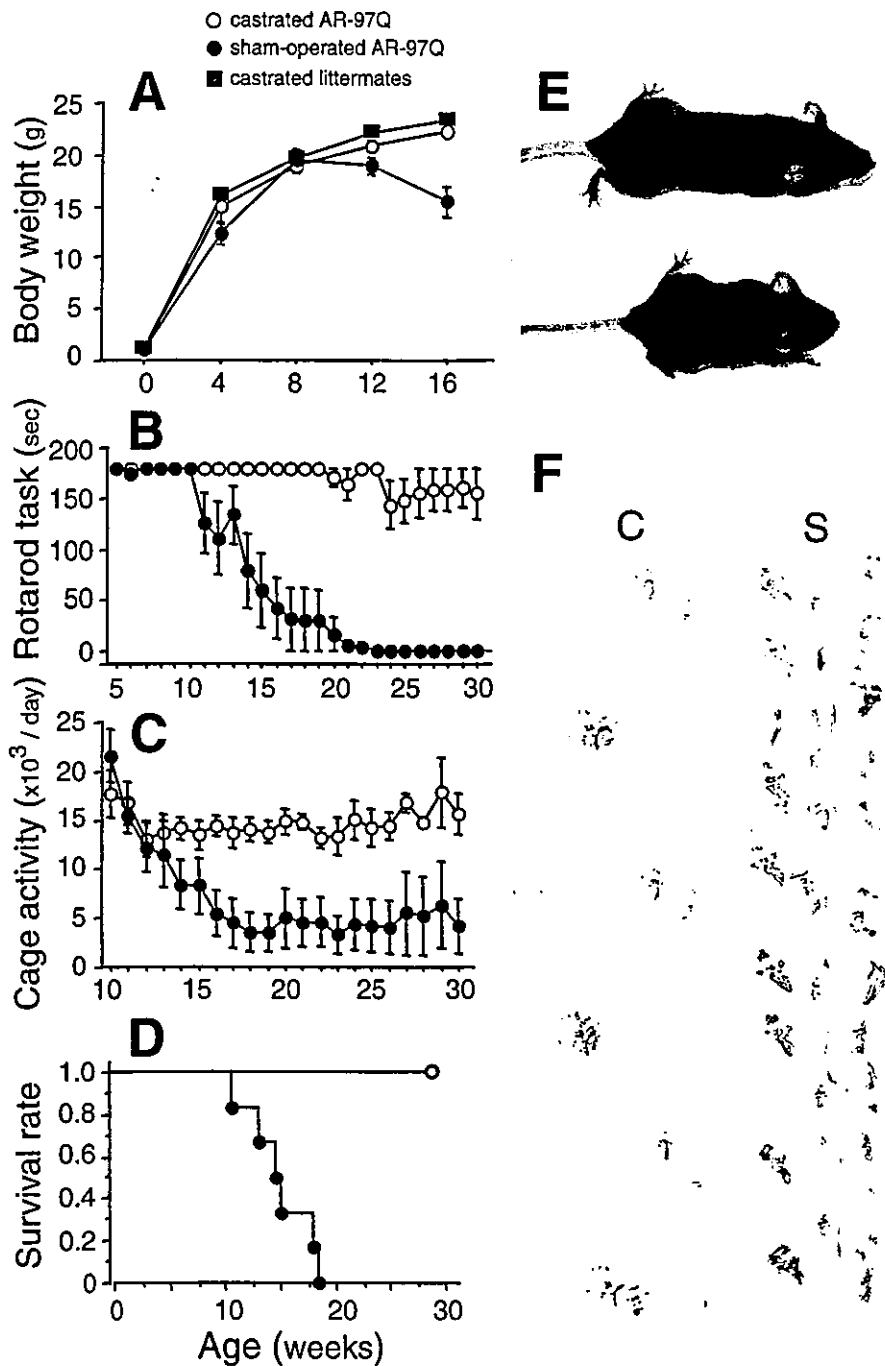 ○ castrated AR-97Q
● sham-operated AR-97Q
■ castrated littermates
A
Body weight (g)
25
20
15
10
5
0
0 4 8 12 16
B
Rotarod task (sec)
200
150
100
50
0
5 10 15 20 25 30
C
Cage activity (x10³ / day)
25
20
15
10
5
0
10 15 20 25 30
D
Survival rate
1.0
0.8
0.6
0.4
0.2
0
0 10 20 30
Age (weeks)
E
F
C S